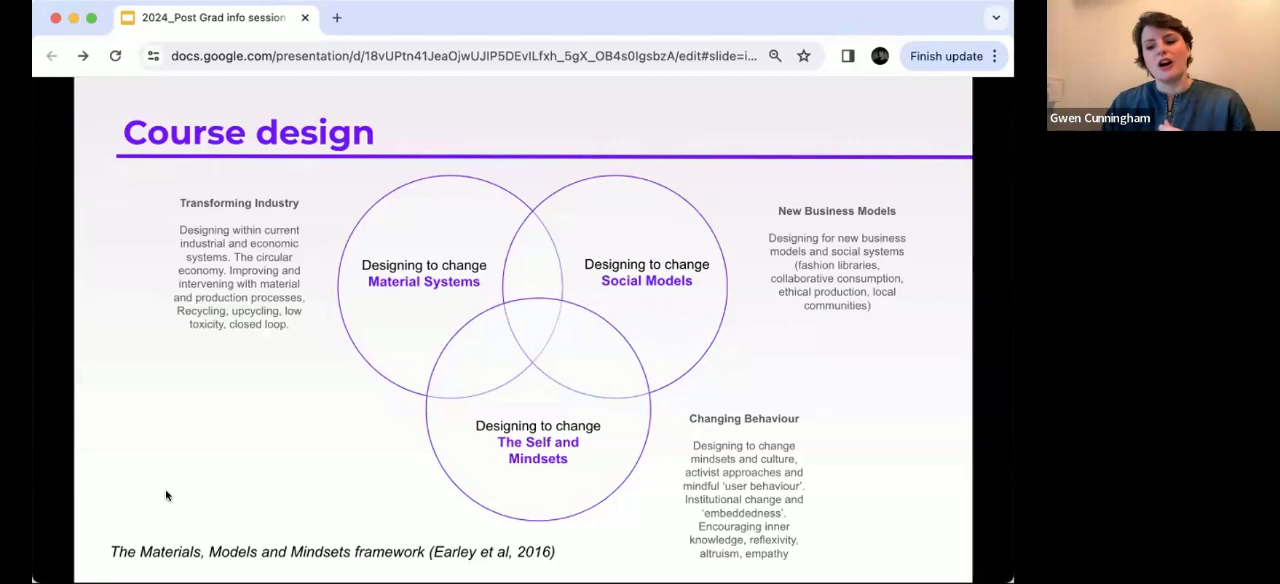 2024_Post Grad info session
docs.google.com/presentation/d/18vUPtn41JeaOjwUJIP5DEvILfxh_5gX_OB4s0IgsbzA/edit#slide=i...
Finish update
Gwen Cunningham
Course design
Transforming Industry
Designing within current
industrial and economic
systems. The circular
economy. Improving and
intervening with material
and production processes,
Recycling, upcycling, low
toxicity, closed loop.
Designing to change
Material Systems
Designing to change
Social Models
New Business Models
Designing for new business
models and social systems
(fashion libraries,
collaborative consumption,
ethical production, local
communities)
Designing to change
The Self and
Mindsets
Changing Behaviour
Designing to change
mindsets and culture,
activist approaches and
mindful ‘user behaviour’.
Institutional change and
‘embeddedness’.
Encouraging inner
knowledge, reflexivity,
altruism, empathy
The Materials, Models and Mindsets framework (Earley et al, 2016)